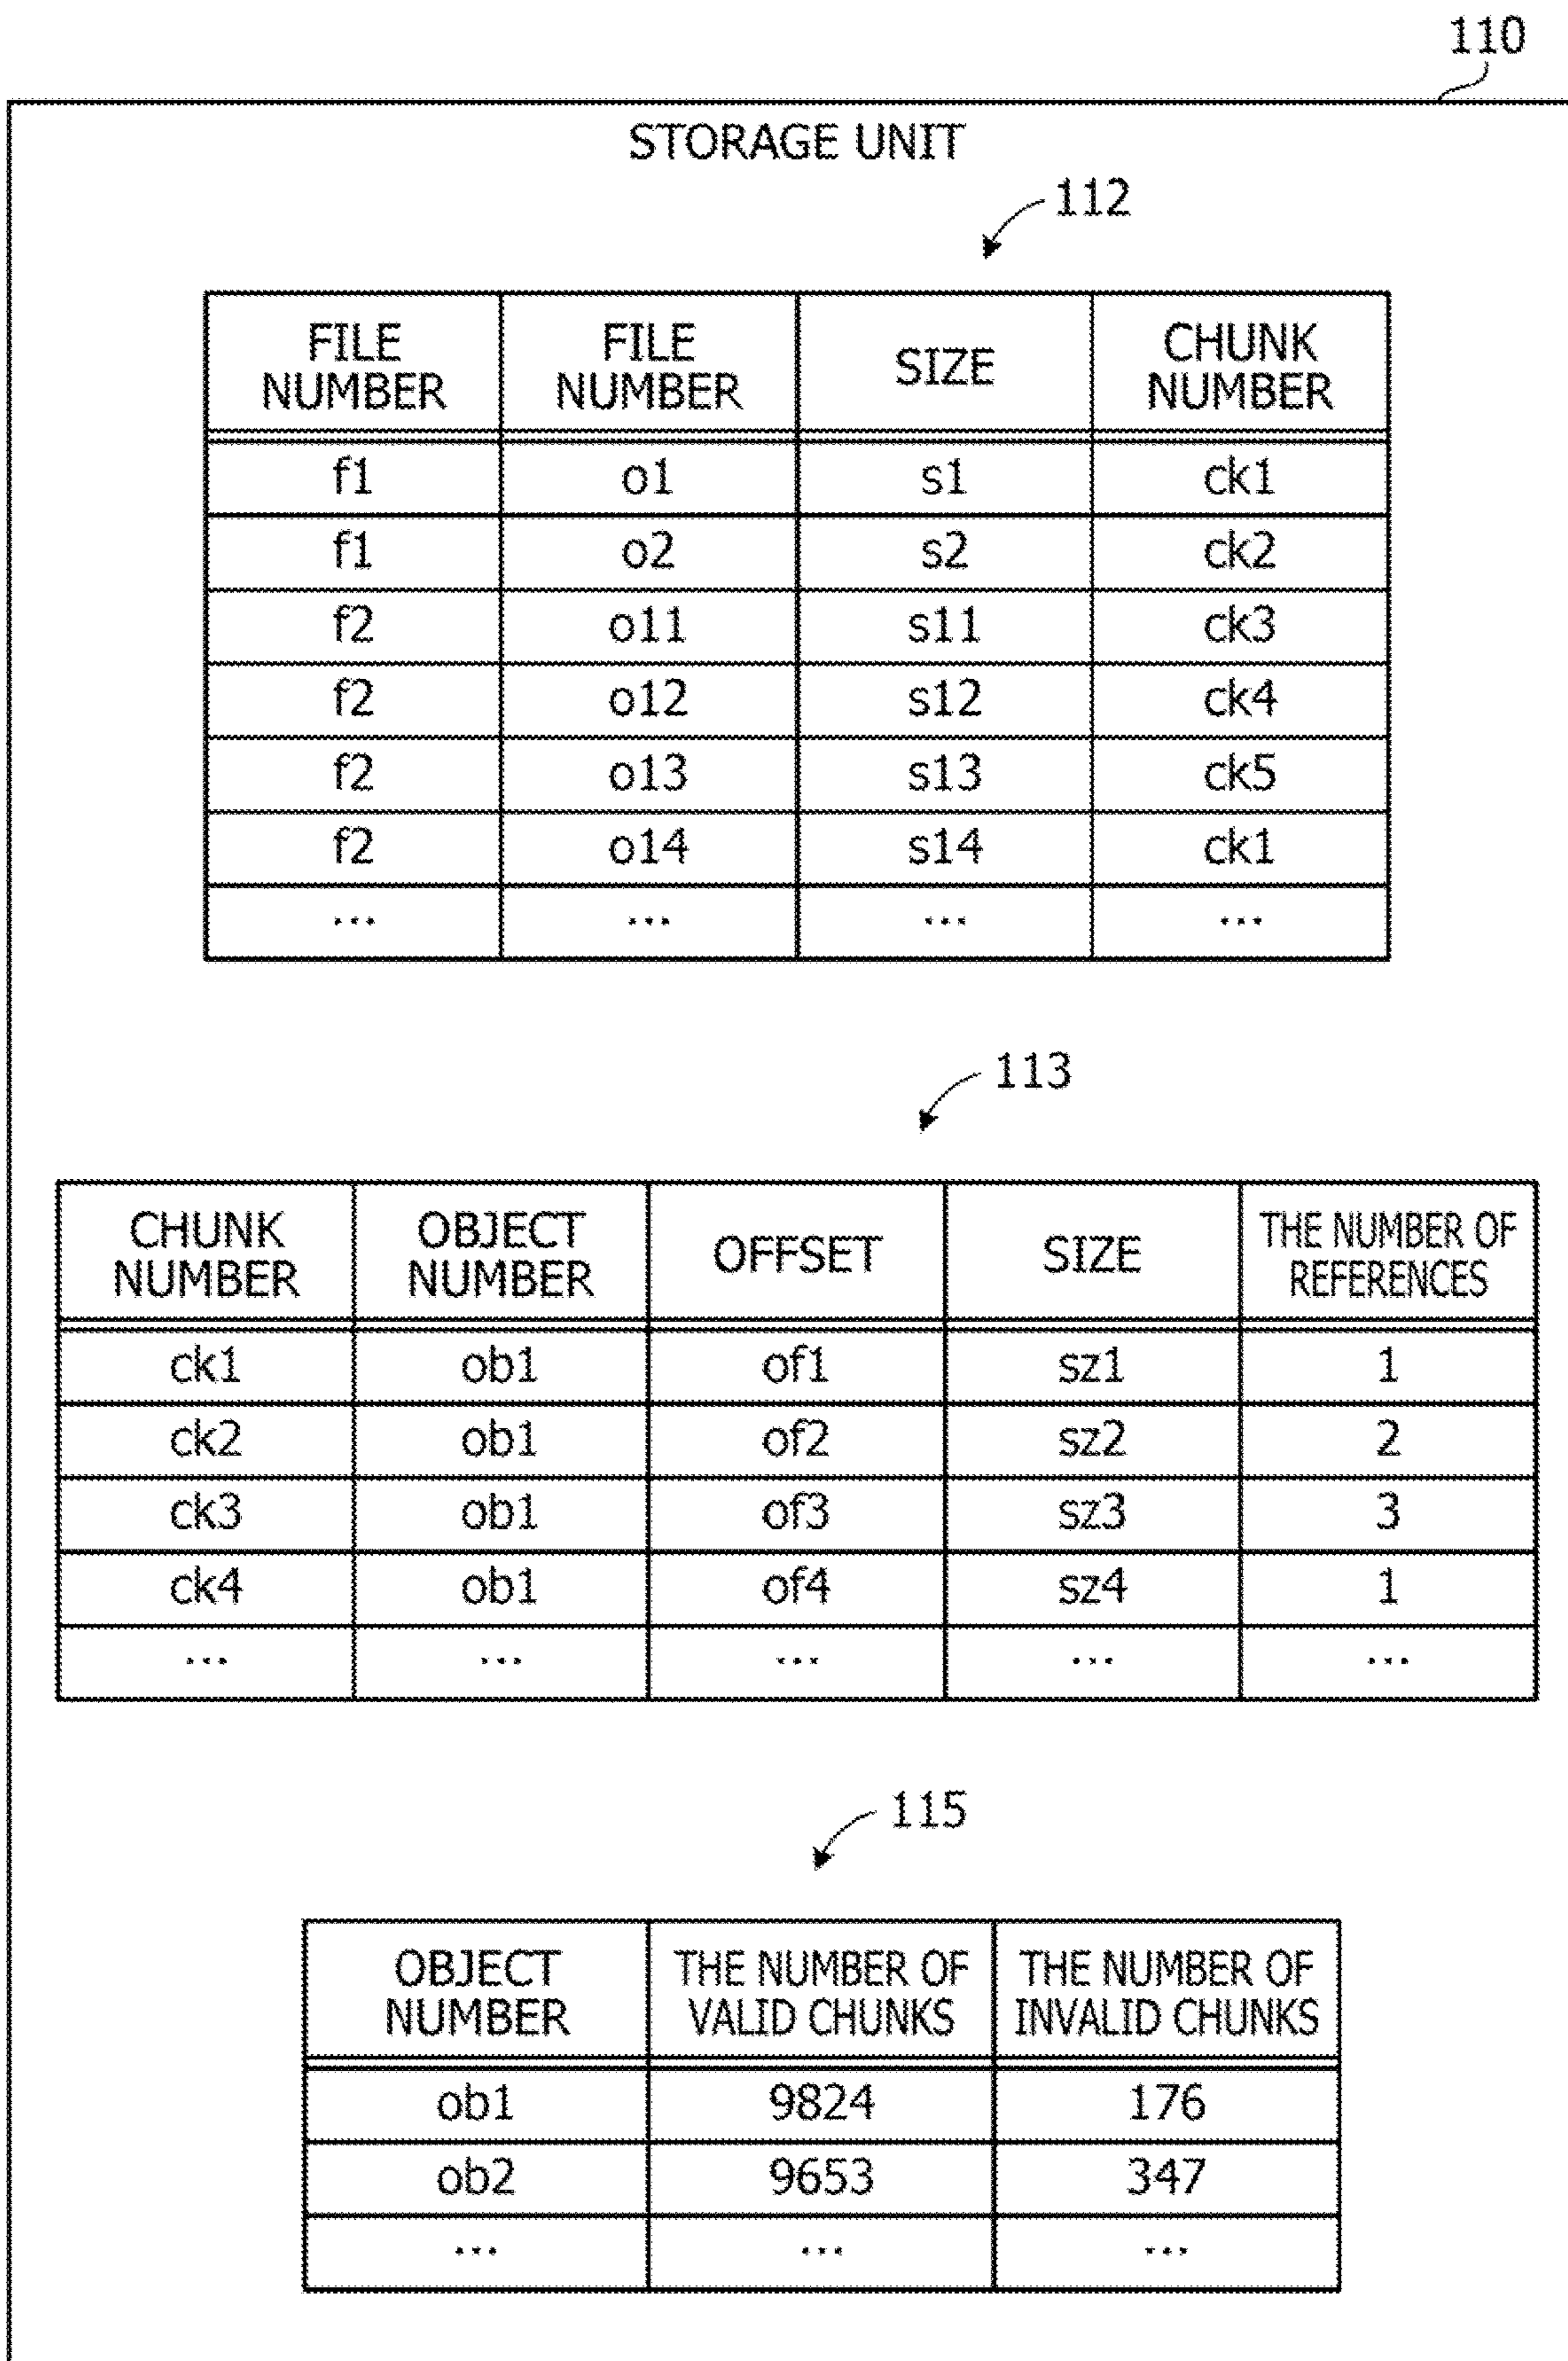 110
STORAGE UNIT
112
FILE NUMBER FILE NUMBER SIZE CHUNK NUMBER
f1 o1 s1 ck1
f1 o2 s2 ck2
f2 o11 s11 ck3
f2 o12 s12 ck4
f2 o13 s13 ck5
f2 o14 s14 ck1
... ... ... ...
113
CHUNK NUMBER OBJECT NUMBER OFFSET SIZE THE NUMBER OF REFERENCES
ck1 ob1 of1 sz1 1
ck2 ob1 of2 sz2 2
ck3 ob1 of3 sz3 3
ck4 ob1 of4 sz4 1
... ... ... ... ...
115
OBJECT NUMBER THE NUMBER OF VALID CHUNKS THE NUMBER OF INVALID CHUNKS
ob1 9824 176
ob2 9653 347
... ... ...